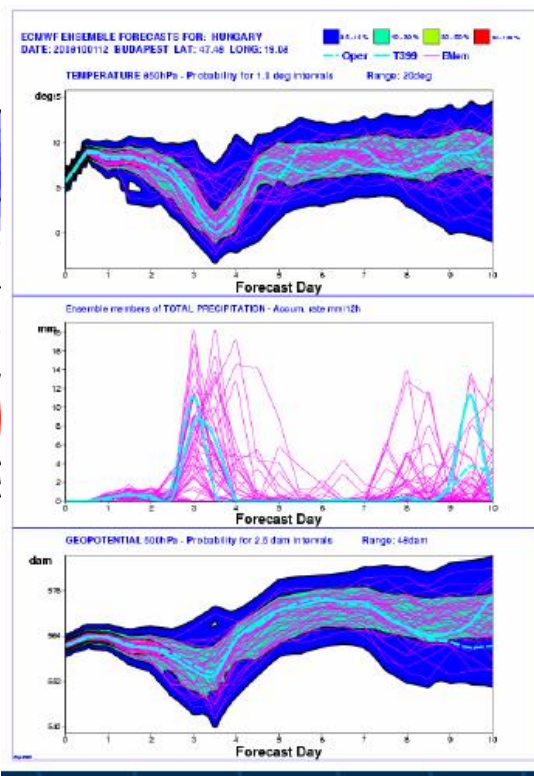 ECMWF ENSEMBLE FORECASTS FOR: HUNGARY
DATE: 2008100112 BUDAPEST LAT: 47.48 LONG: 19.08
Oper T399 EMem
TEMPERATURE 850hPa - Probability for 1.0 deg intervals Range: 20deg
0 1 2 3 4 5 6 7 8 9 10
Forecast Day
Ensemble members of TOTAL PRECIPITATION - Accum. rate mm/12h
mm
16
14
12
10
8
6
4
2
0
0 1 2 3 4 5 6 7 8 9 10
Forecast Day
GEOPOTENTIAL 500hPa - Probability for 2.5 dam intervals Range: 48dam
dam
576
564
552
540
0 1 2 3 4 5 6 7 8 9 10
Forecast Day